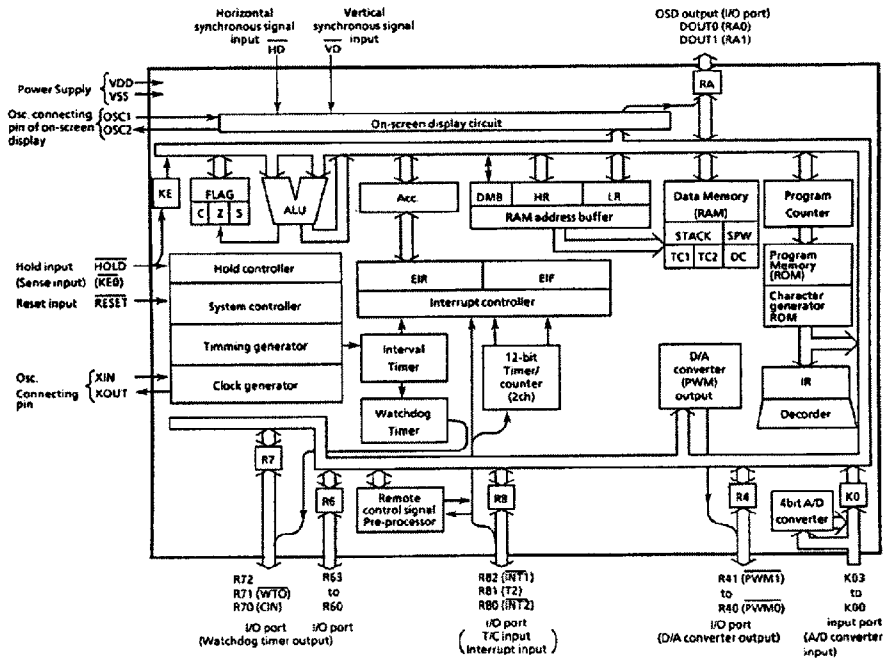 Horizontal
synchronous signal
input
HD
Vertical
synchronous signal
input
VD
OSD output (I/O port)
DOUT0 (RA0)
DOUT1 (RA1)
RA
Power Supply
VDD
VSS
Osc. connecting
pin of on-screen
display
OSC1
OSC2
On-screen display circuit
KE
FLAG
C Z S
ALU
Acc.
DMB HR LR
RAM address buffer
Data Memory
(RAM)
STACK SPW
TC1 TC2 DC
Program
Counter
Program
Memory
(ROM)
Character
generator
ROM
IR
Decorder
Hold input
(Sense input)
HOLD
(KE0)
Reset input RESET
Osc.
Connecting
pin
XIN
XOUT
Hold controller
System controller
Timming generator
Clock generator
EIR EIF
Interrupt controller
Interval
Timer
Watchdog
Timer
12-bit
Timer/
counter
(2ch)
D/A
converter
(PWM)
output
R7
R6
Remote
control signal
Pre-processor
R8
R4
4bit A/D
converter
K0
R72
R71 (WTO)
R70 (CIN)
I/O port
(Watchdog timer output)
R63
to
R60
I/O port
R82 (INT1)
R81 (T2)
R80 (INT2)
I/O port
T/C input
( Interrupt input )
R41 (PWM1)
to
R40 (PWM0)
I/O port
(D/A converter output)
K03
to
K00
input port
(A/D converter
input)